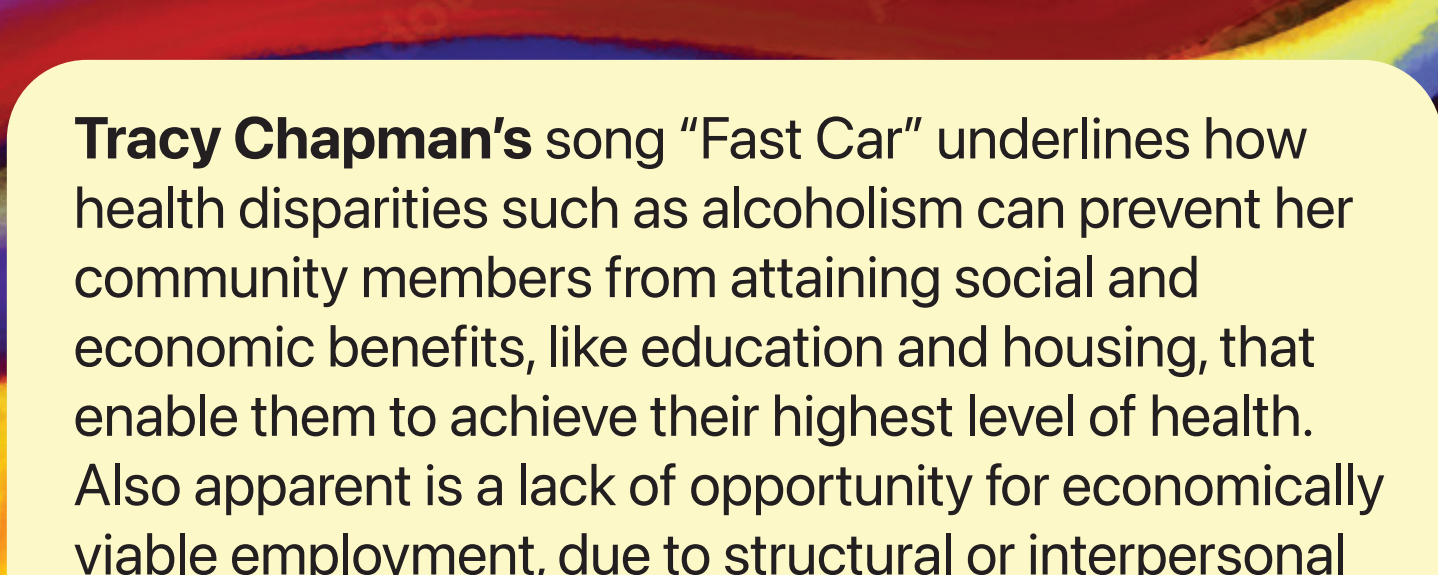 Tracy Chapman’s song “Fast Car” underlines how
health disparities such as alcoholism can prevent her
community members from attaining social and
economic benefits, like education and housing, that
enable them to achieve their highest level of health.
Also apparent is a lack of opportunity for economically
viable employment, due to structural or interpersonal